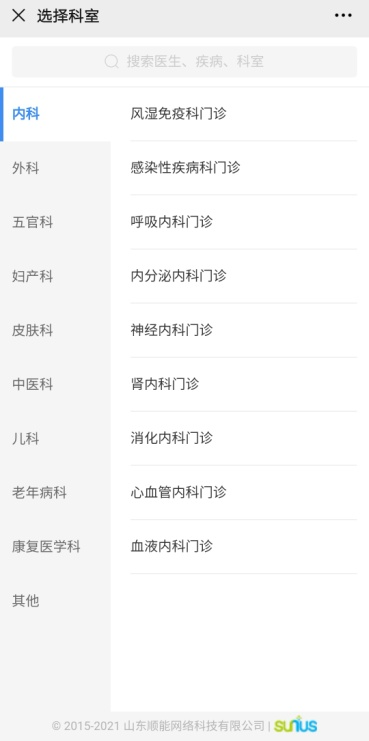 选择科室
搜索医生、疾病、科室
内科
外科
五官科
妇产科
皮肤科
中医科
儿科
老年病科
康复医学科
其他
风湿免疫科门诊
感染性疾病科门诊
呼吸内科门诊
内分泌内科门诊
神经内科门诊
肾内科门诊
消化内科门诊
心血管内科门诊
血液内科门诊
© 2015-2021 山东顺能网络科技有限公司 | sunius